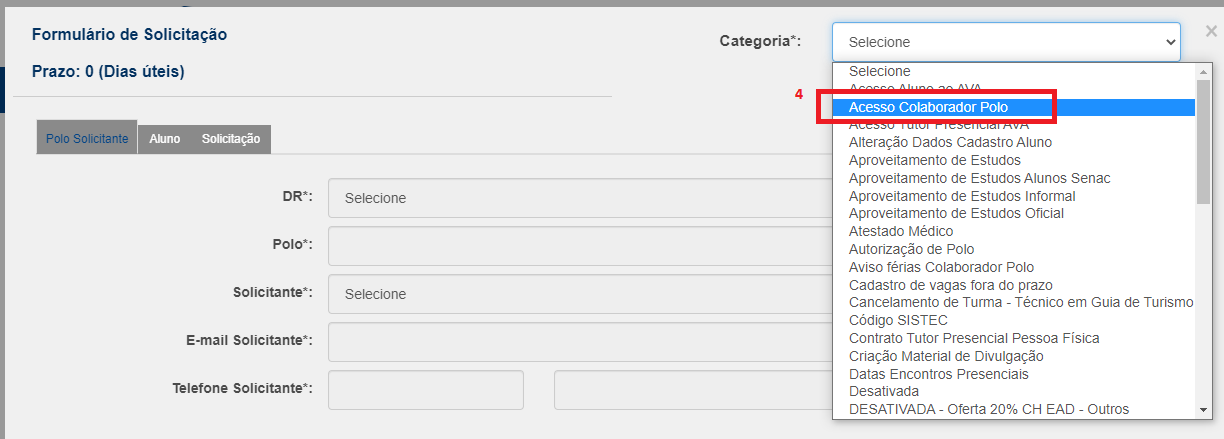 Formulário de Solicitação
Categoria*:
Selecione
×
Prazo: 0 (Dias úteis)
Selecione
Acesso Aluno ao AVA
4
Acesso Colaborador Polo
Acesso Tutor Presencial AVA
Alteração Dados Cadastro Aluno
Aproveitamento de Estudos
Aproveitamento de Estudos Alunos Senac
Aproveitamento de Estudos Informal
Aproveitamento de Estudos Oficial
Atestado Médico
Autorização de Polo
Aviso férias Colaborador Polo
Cadastro de vagas fora do prazo
Cancelamento de Turma - Técnico em Guia de Turismo
Código SISTEC
Contrato Tutor Presencial Pessoa Física
Criação Material de Divulgação
Datas Encontros Presenciais
Desativada
DESATIVADA - Oferta 20% CH EAD - Outros
Polo Solicitante Aluno Solicitação
DR*:
Selecione
Polo*:
Solicitante*:
Selecione
E-mail Solicitante*:
Telefone Solicitante*: